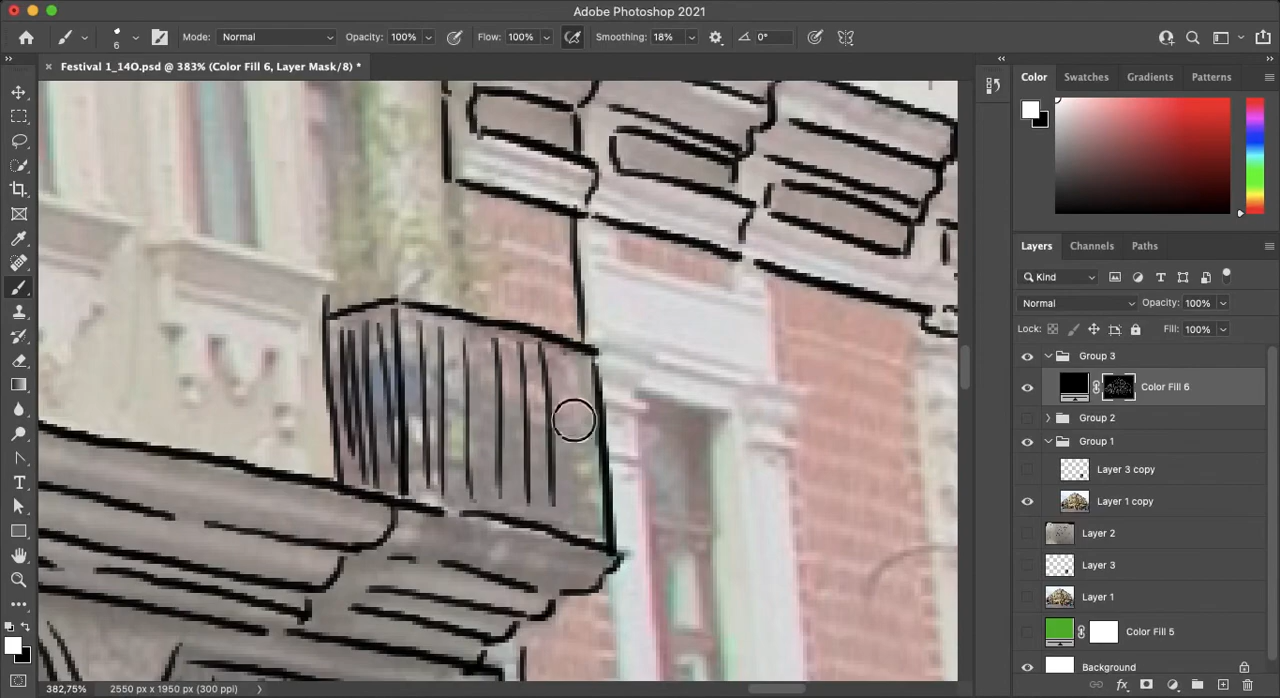 Adobe Photoshop 2021
6 Mode: Normal Opacity: 100% Flow: 100% Smoothing: 18% 0°
Festival 1_14O.psd @ 383% (Color Fill 6, Layer Mask/8) *
Color Swatches Gradients Patterns
Layers Channels Paths
Kind
Normal Opacity: 100%
Lock: Fill: 100%
Group 3
Color Fill 6
Group 2
Group 1
Layer 3 copy
Layer 1 copy
Layer 2
Layer 3
Layer 1
Color Fill 5
Background
382,75% 2550 px x 1950 px (300 ppi)